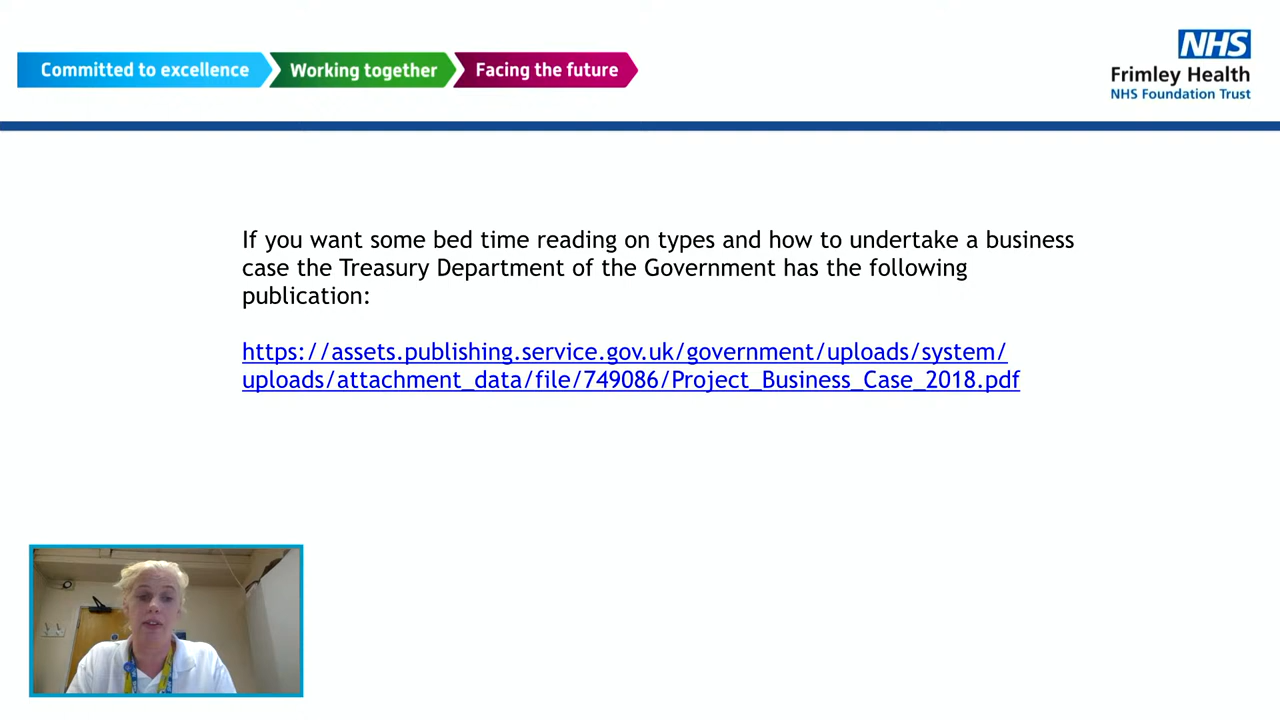 Committed to excellence
Working together
Facing the future
NHS
Frimley Health
NHS Foundation Trust
If you want some bed time reading on types and how to undertake a business
case the Treasury Department of the Government has the following
publication:
https://assets.publishing.service.gov.uk/government/uploads/system/
uploads/attachment_data/file/749086/Project_Business_Case_2018.pdf